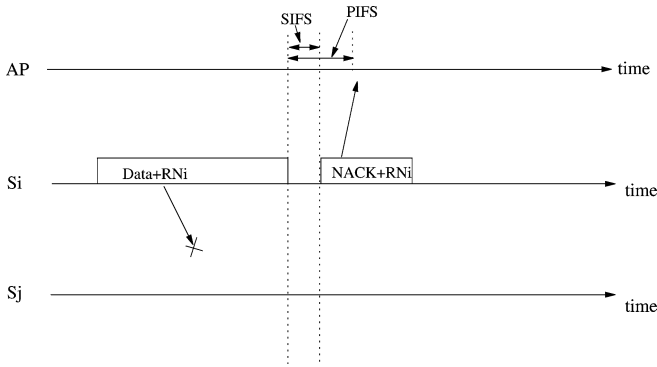 SIFS
PIFS
AP
time
Data+RNi
NACK+RNi
Si
time
Sj
time